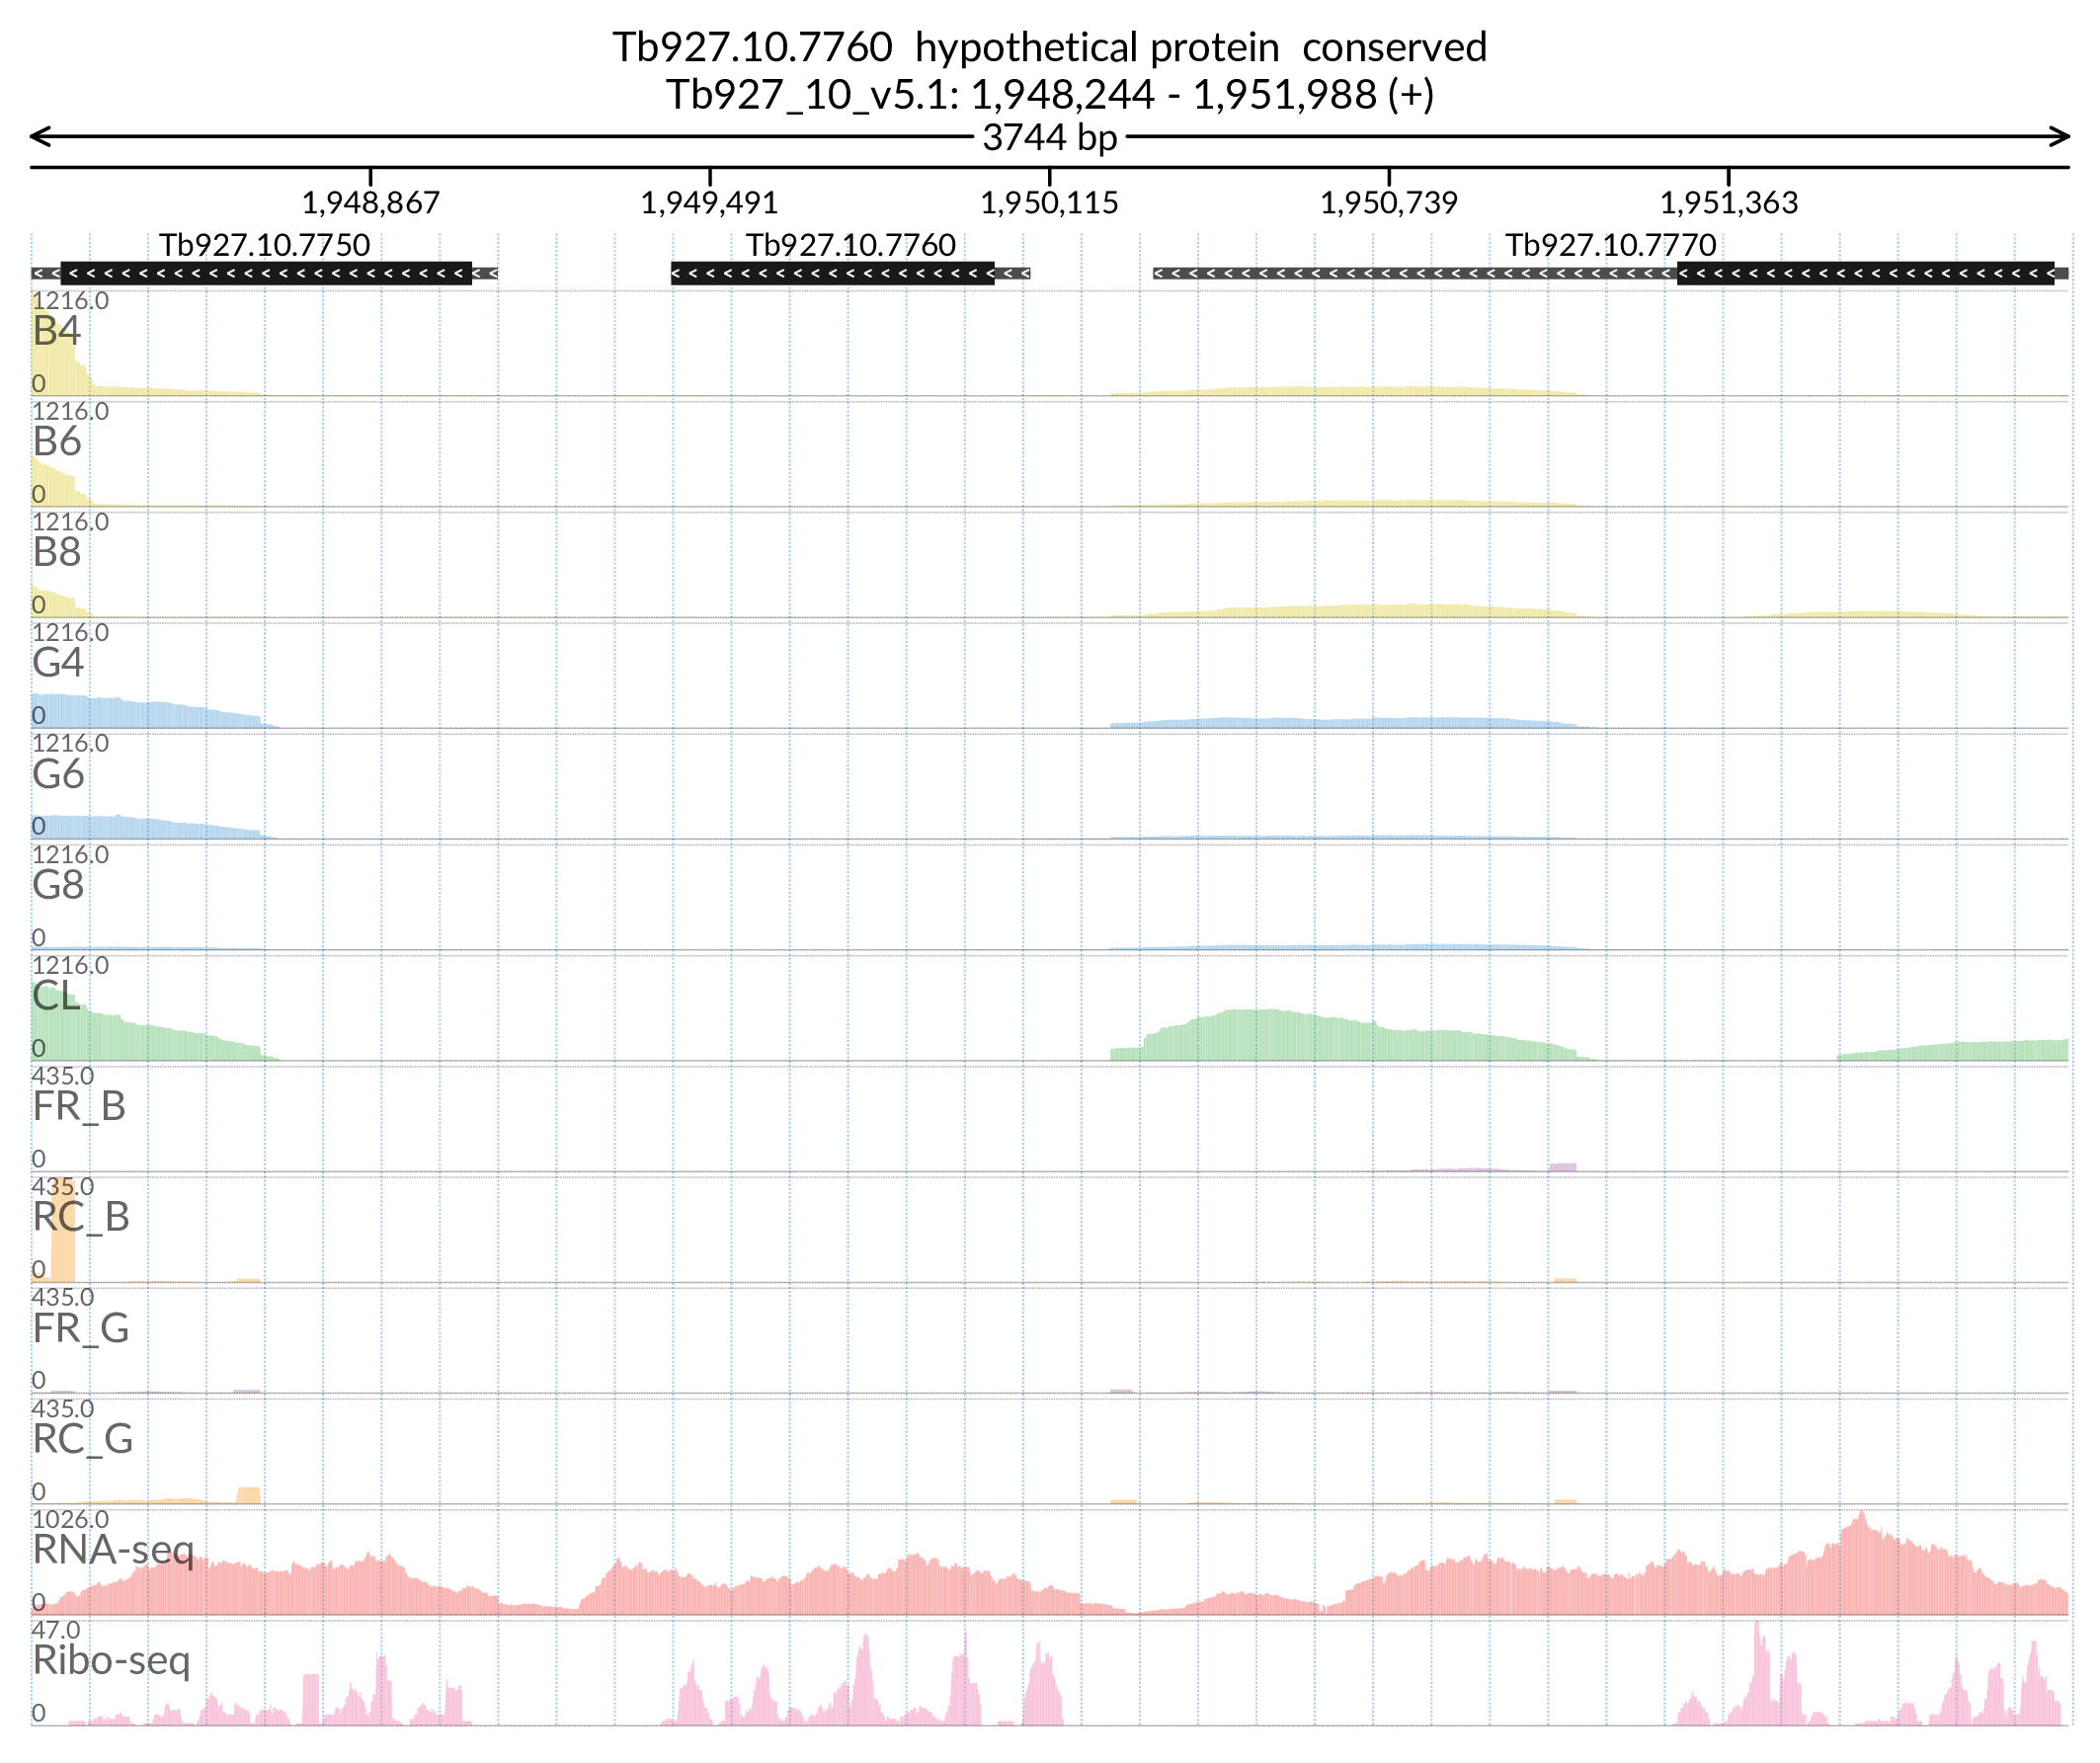 Tb927.10.7760 hypothetical protein conserved
Tb927_10_v5.1: 1,948,244 - 1,951,988 (+)
3744 bp
1,948,867 1,949,491 1,950,115 1,950,739 1,951,363
Tb927.10.7750 Tb927.10.7760 Tb927.10.7770
1216.0
B4
0
1216.0
B6
0
1216.0
B8
0
1216.0
G4
0
1216.0
G6
0
1216.0
G8
0
1216.0
CL
0
435.0
FR_B
0
435.0
RC_B
0
435.0
FR_G
0
435.0
RC_G
0
1026.0
RNA-seq
0
47.0
Ribo-seq
0